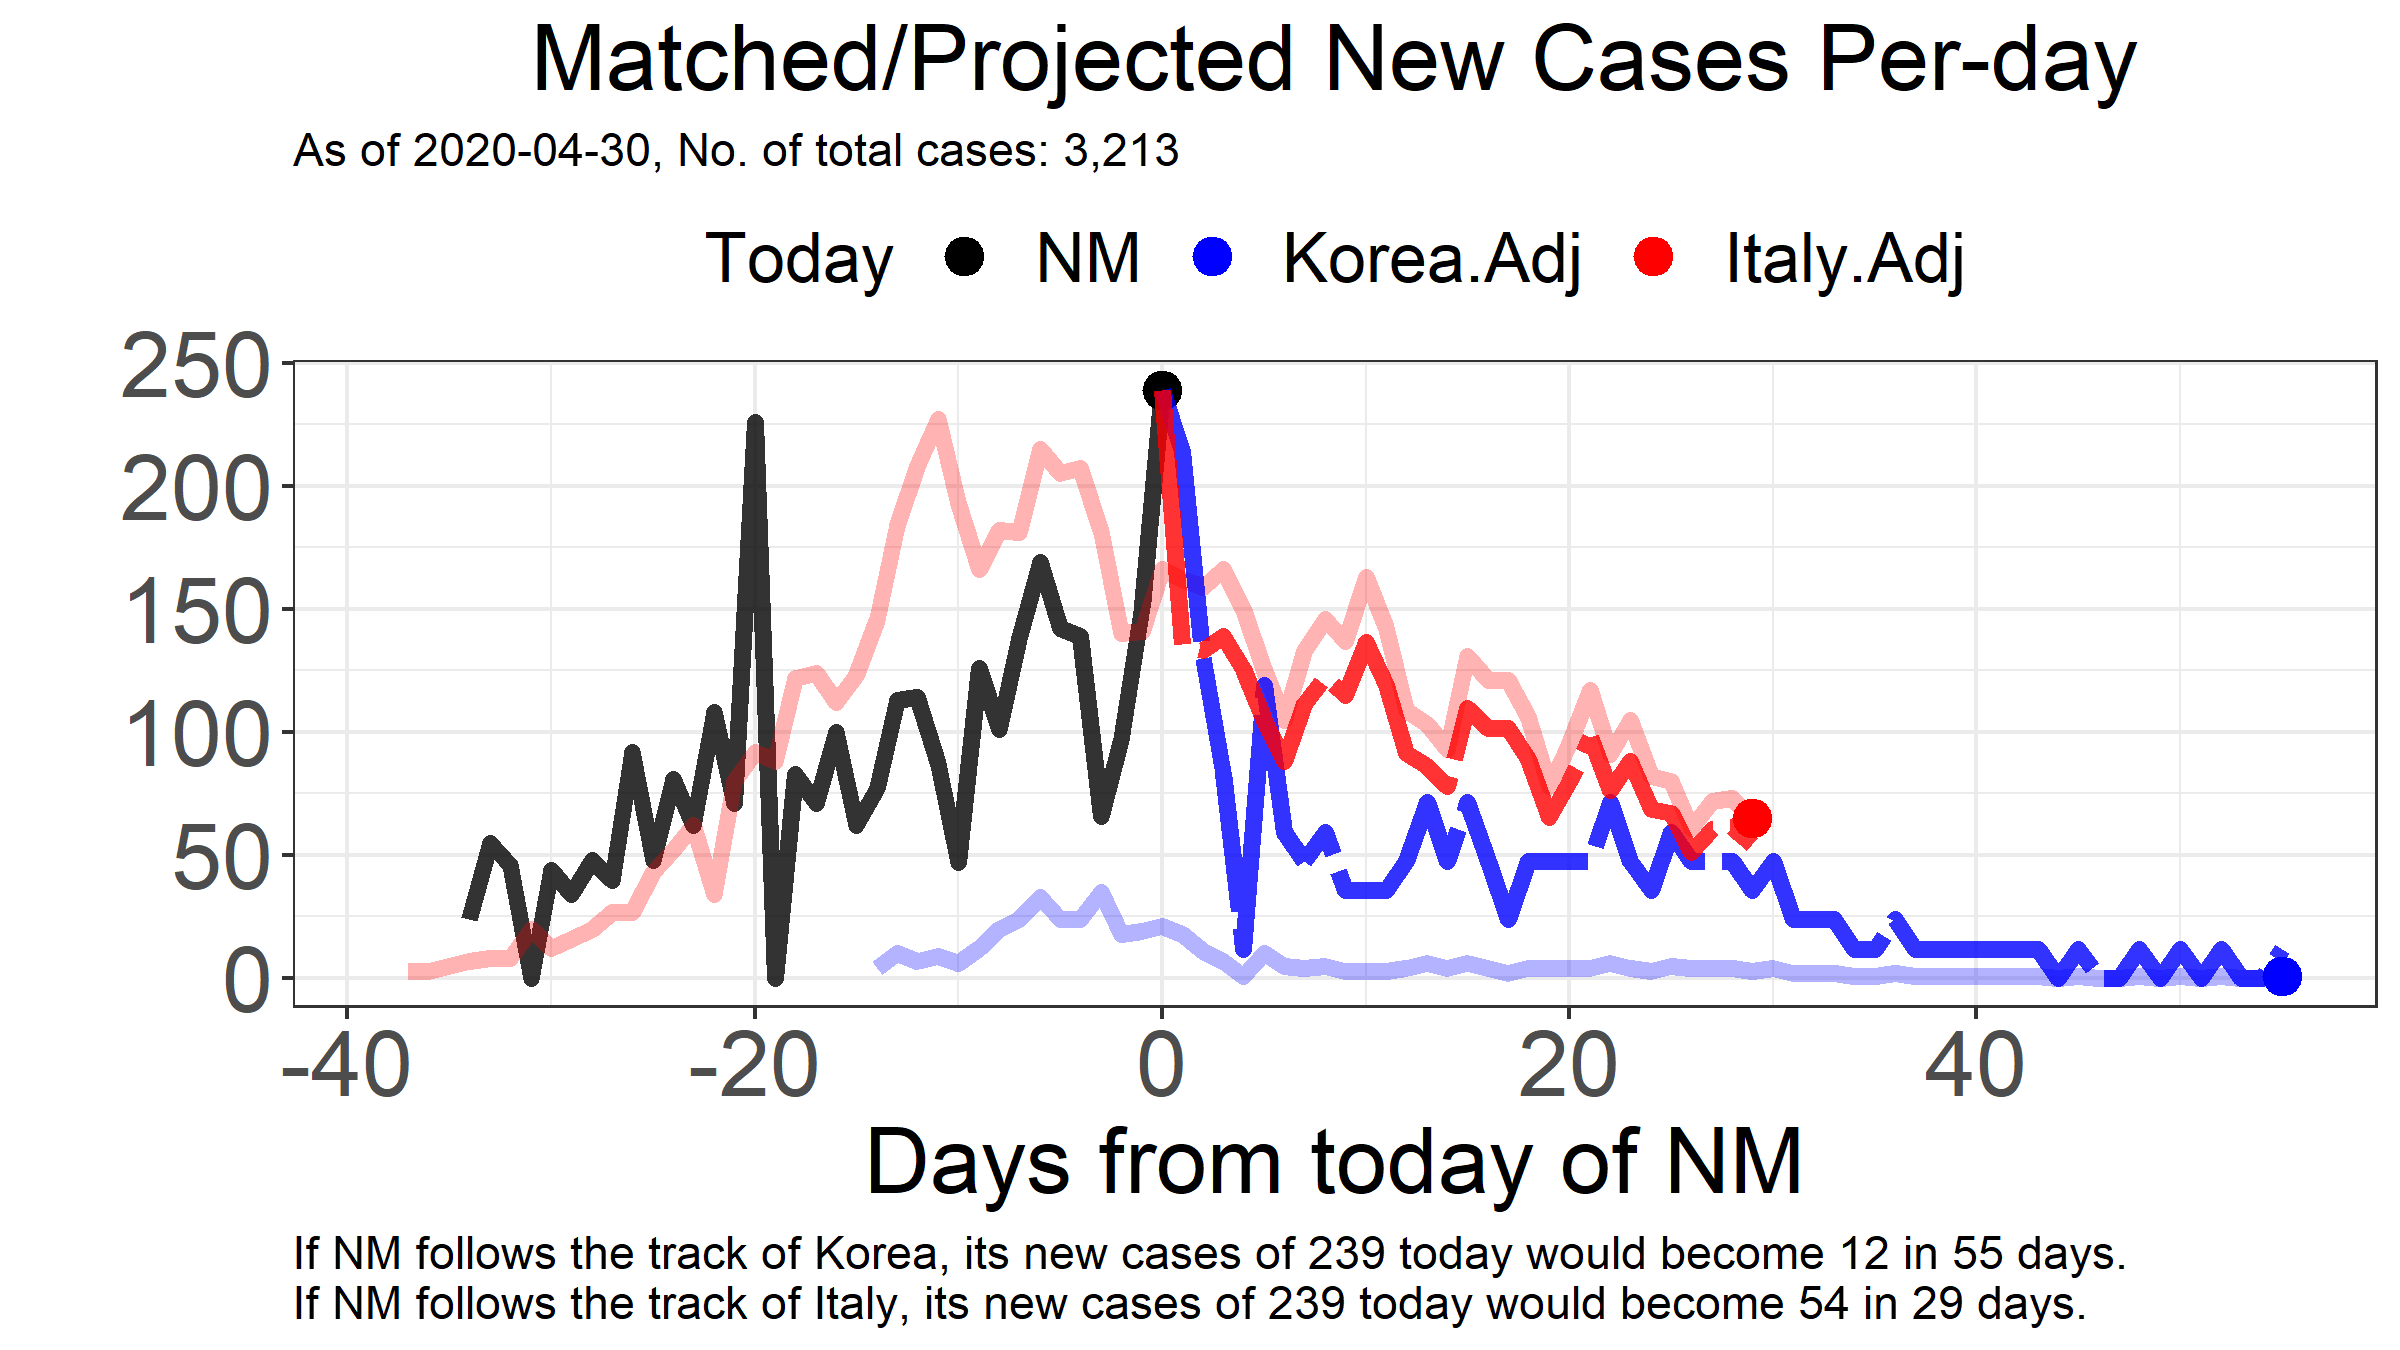 Matched/Projected New Cases Per-day
As of 2020-04-30, No. of total cases: 3,213
Today NM Korea.Adj Italy.Adj
250
200
150
100
50
0
-40 -20 0 20 40
Days from today of NM
If NM follows the track of Korea, its new cases of 239 today would become 12 in 55 days.
If NM follows the track of Italy, its new cases of 239 today would become 54 in 29 days.